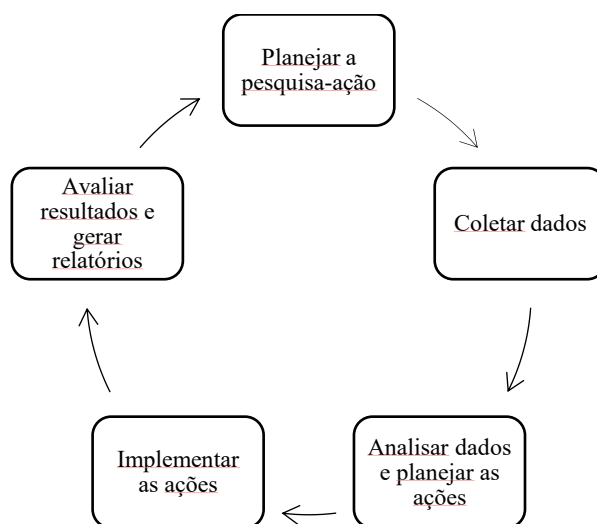 Planejar a
pesquisa-ação
Coletar dados
Analisar dados
e planejar as
ações
Implementar
as ações
Avaliar
resultados e
gerar
relatórios